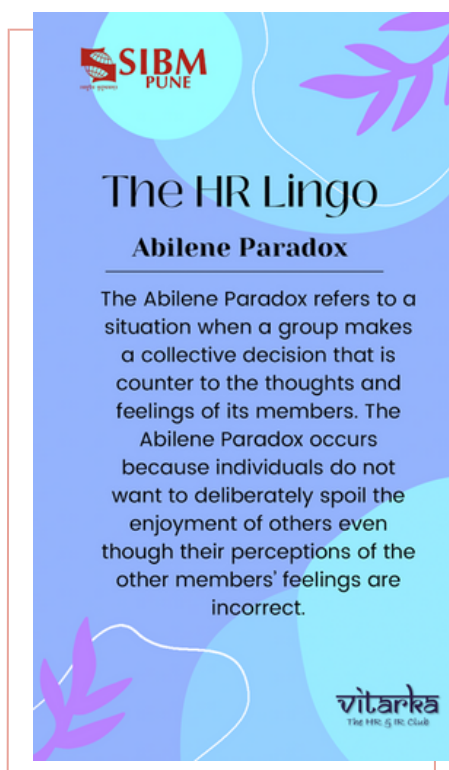 SIBM
PUNE
The HR Lingo
Abilene Paradox
The Abilene Paradox refers to a
situation when a group makes
a collective decision that is
counter to the thoughts and
feelings of its members. The
Abilene Paradox occurs
because individuals do not
want to deliberately spoil the
enjoyment of others even
though their perceptions of the
other members' feelings are
incorrect.
vitarka
The HR & IR Club